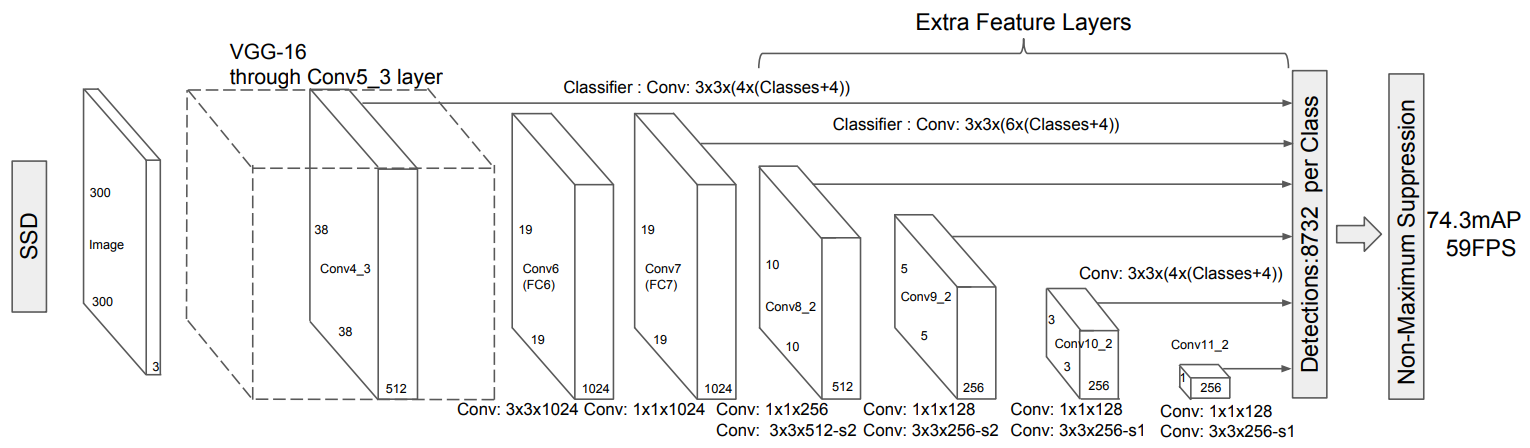 Extra Feature Layers
VGG-16
through Conv5_3 layer
Classifier : Conv: 3x3x(4x(Classes+4))
Classifier : Conv: 3x3x(6x(Classes+4))
SSD
300
Image
300
3
38
Conv4_3
38
512
19
Conv6
(FC6)
19
1024
19
Conv7
(FC7)
19
1024
10
Conv8_2
10
512
5
Conv9_2
5
256
Conv: 3x3x(4x(Classes+4))
3
Conv10_2
3
256
Conv11_2
1
256
Detections:8732 per Class
Non-Maximum Suppression
74.3mAP
59FPS
Conv: 3x3x1024
Conv: 1x1x1024
Conv: 1x1x256
Conv: 3x3x512-s2
Conv: 1x1x128
Conv: 3x3x256-s2
Conv: 1x1x128
Conv: 3x3x256-s1
Conv: 1x1x128
Conv: 3x3x256-s1